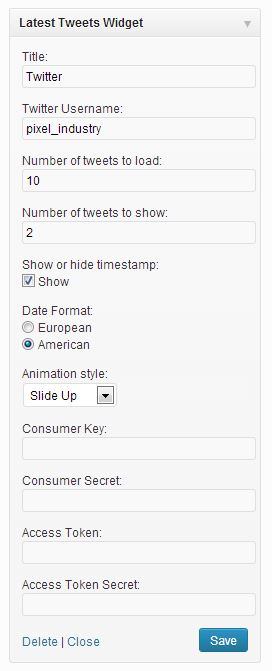 Latest Tweets Widget
Title:
Twitter
Twitter Username:
pixel_industry
Number of tweets to load:
10
Number of tweets to show:
2
Show or hide timestamp:
Show
Date Format:
European
American
Animation style:
Slide Up
Consumer Key:
Consumer Secret:
Access Token:
Access Token Secret:
Delete | Close Save